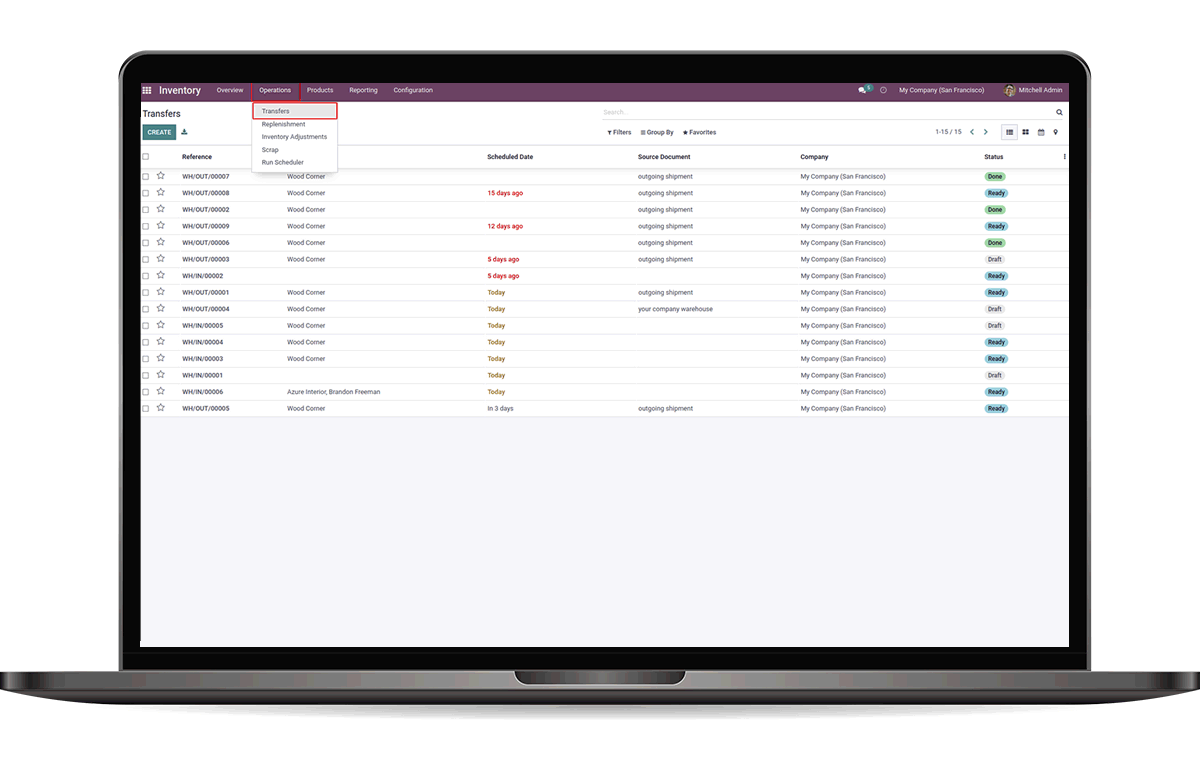 Inventory Overview Operations Products Reporting Configuration 5 My Company (San Francisco) Mitchell Admin
Transfers Search...
CREATE Filters Group By Favorites 1-15 / 15
Transfers
Replenishment
Inventory Adjustments
Scrap
Run Scheduler
Reference Scheduled Date Source Document Company Status
WH/OUT/00007 Wood Corner outgoing shipment My Company (San Francisco) Done
WH/OUT/00008 Wood Corner 15 days ago outgoing shipment My Company (San Francisco) Ready
WH/OUT/00002 Wood Corner outgoing shipment My Company (San Francisco) Done
WH/OUT/00009 Wood Corner 12 days ago outgoing shipment My Company (San Francisco) Ready
WH/OUT/00006 Wood Corner outgoing shipment My Company (San Francisco) Done
WH/OUT/00003 Wood Corner 5 days ago outgoing shipment My Company (San Francisco) Draft
WH/IN/00002 5 days ago My Company (San Francisco) Ready
WH/OUT/00001 Wood Corner Today outgoing shipment My Company (San Francisco) Ready
WH/OUT/00004 Wood Corner Today your company warehouse My Company (San Francisco) Draft
WH/IN/00005 Wood Corner Today My Company (San Francisco) Draft
WH/IN/00004 Wood Corner Today My Company (San Francisco) Ready
WH/IN/00003 Wood Corner Today My Company (San Francisco) Ready
WH/IN/00001 Today My Company (San Francisco) Draft
WH/IN/00006 Azure Interior, Brandon Freeman Today My Company (San Francisco) Ready
WH/OUT/00005 Wood Corner In 3 days outgoing shipment My Company (San Francisco) Ready